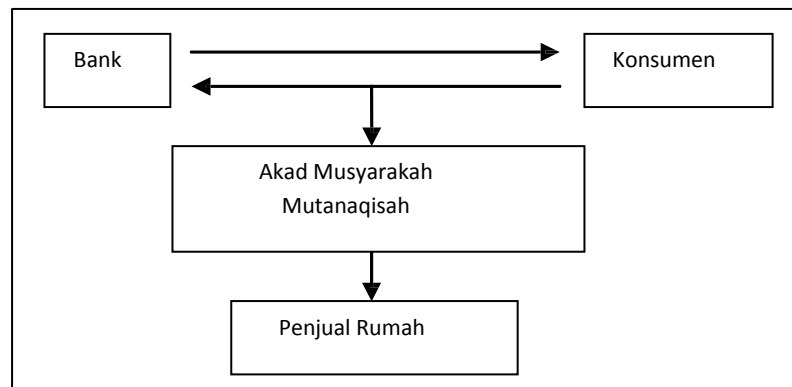 Bank
Konsumen
Akad Musyarakah
Mutanaqisah
Penjual Rumah